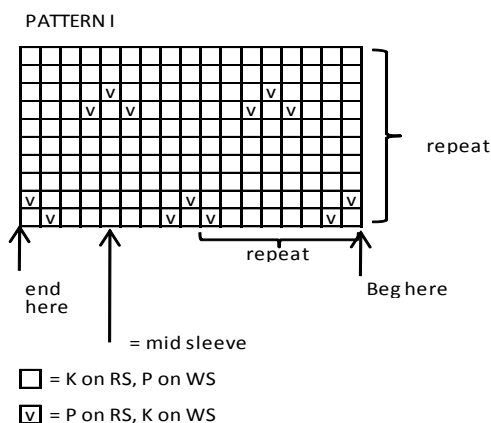 PATTERN I
v
v
v v
v v
v v
v v v
v v v v
repeat
repeat
end
here
Beg here
= mid sleeve
= K on RS, P on WS
v = P on RS, K on WS